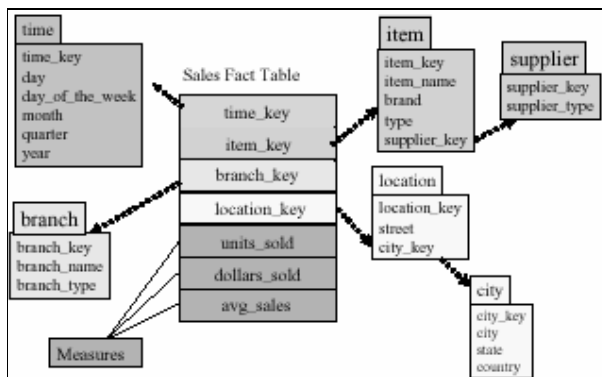 time
time_key
day
day_of_the_week
month
quarter
year
Sales Fact Table
time_key
item_key
branch_key
location_key
units_sold
dollars_sold
avg_sales
Measures
branch
branch_key
branch_name
branch_type
item
item_key
item_name
brand
type
supplier_key
supplier
supplier_key
supplier_type
location
location_key
street
city_key
city
city_key
city
state
country